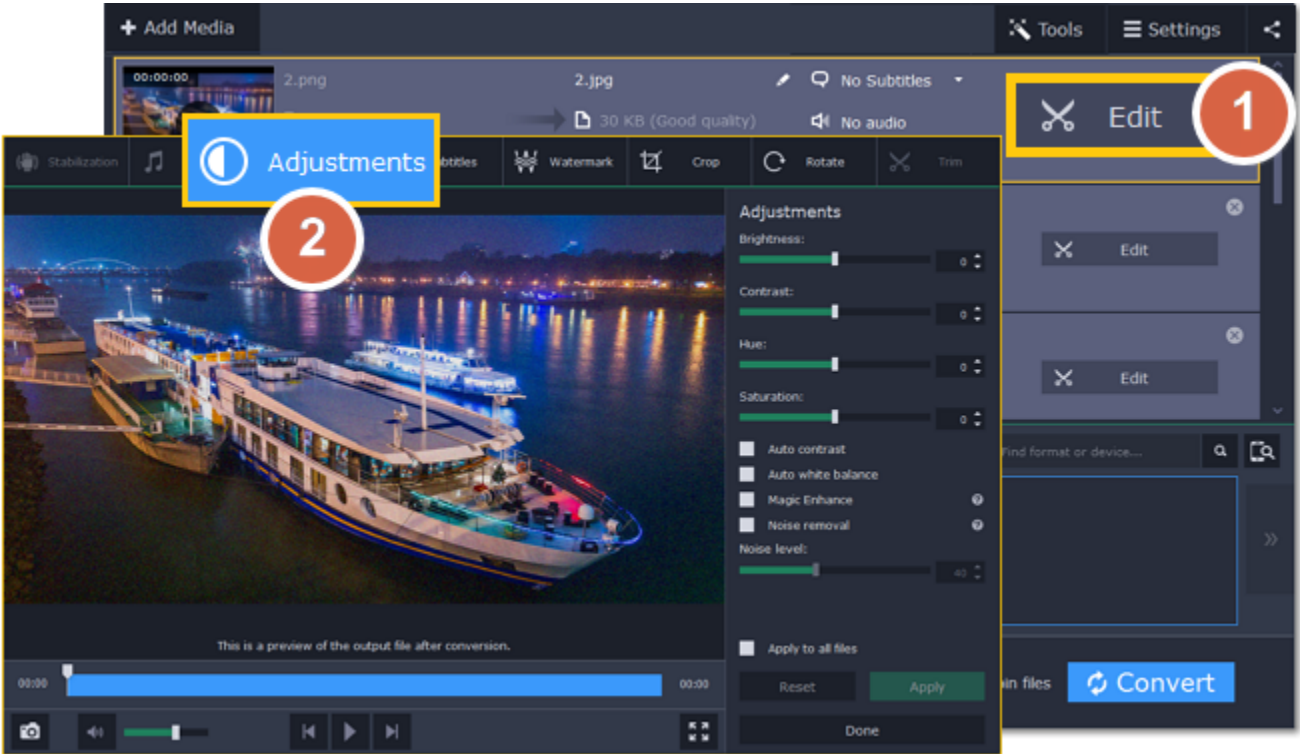 Add Media
Tools
Settings
00:00:00
2.png
2.jpg
No Subtitles
30 KB (Good quality)
No audio
Edit
1
Stabilization
Adjustments
btitles
Watermark
Crop
Rotate
Trim
2
Adjustments
Brightness:
0
Contrast:
0
Hue:
0
Saturation:
0
Auto contrast
Auto white balance
Magic Enhance
Noise removal
Noise level:
40
Apply to all files
Reset
Apply
Done
This is a preview of the output file after conversion.
00:00
00:00
Edit
Edit
Find format or device...
in files
Convert